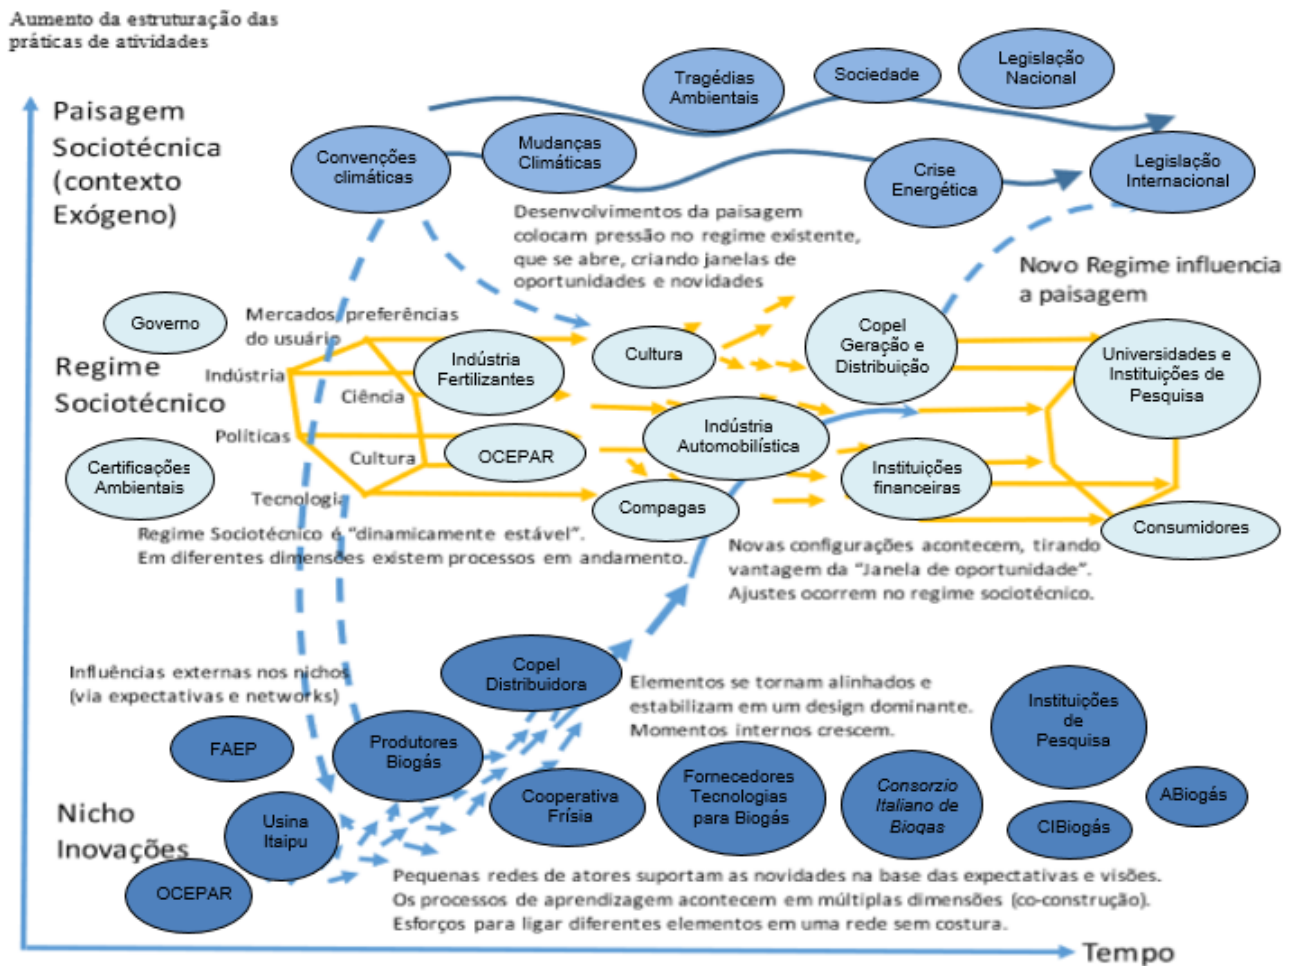 Aumento da estruturação das
práticas de atividades
Paisagem
Sociotécnica
(contexto
Exógeno)
Convenções
climáticas
Mudanças
Climáticas
Tragédias
Ambientais
Sociedade
Legislação
Nacional
Crise
Energética
Legislação
Internacional
Desenvolvimentos da paisagem
colocam pressão no regime existente,
que se abre, criando janelas de
oportunidades e novidades
Novo Regime influencia
a paisagem
Governo
Regime
Sociotécnico
Certificações
Ambientais
Mercados, preferências
do usuário
Indústria
Ciência
Políticas
Cultura
Tecnologia
Indústria
Fertilizantes
OCEPAR
Cultura
Indústria
Automobilística
Compagas
Copel
Geração e
Distribuição
Instituições
financeiras
Universidades e
Instituições de
Pesquisa
Consumidores
Regime Sociotécnico é “dinamicamente estável”.
Em diferentes dimensões existem processos em andamento.
Novas configurações acontecem, tirando
vantagem da “Janela de oportunidade”.
Ajustes ocorrem no regime sociotécnico.
Influências externas nos nichos
(via expectativas e networks)
Copel
Distribuidora
Elementos se tornam alinhados e
estabilizam em um design dominante.
Momentos internos crescem.
Nicho
Inovações
FAEP
Produtores
Biogás
Usina
Itaipu
OCEPAR
Cooperativa
Frísia
Fornecedores
Tecnologias
para Biogás
Consorzio
Italiano de
Biogas
Instituições
de
Pesquisa
CIBiogás
ABiogás
Pequenas redes de atores suportam as novidades na base das expectativas e visões.
Os processos de aprendizagem acontecem em múltiplas dimensões (co-construção).
Esforços para ligar diferentes elementos em uma rede sem costura.
Tempo